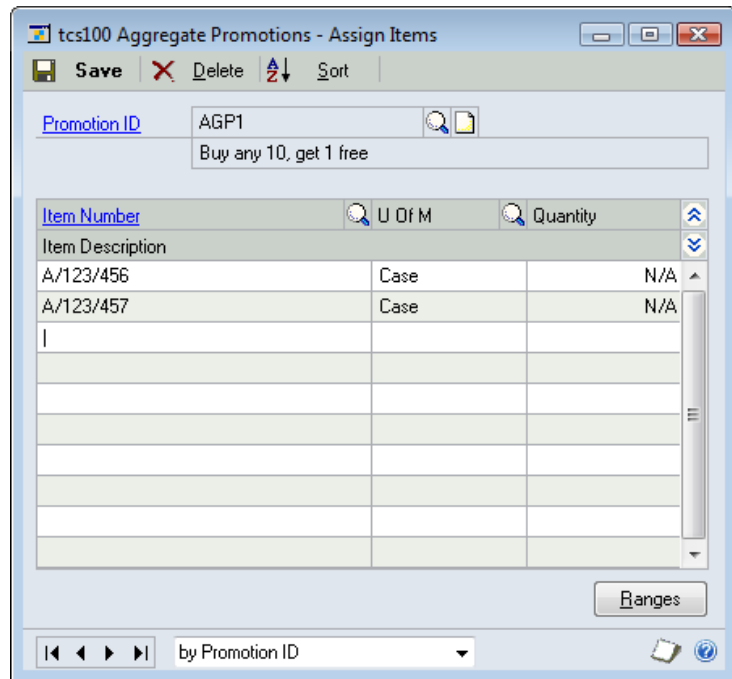 tcs100 Aggregate Promotions - Assign Items
Save Delete Sort
Promotion ID AGP1
Buy any 10, get 1 free
Item Number U Of M Quantity
Item Description
A/123/456 Case N/A
A/123/457 Case N/A
Ranges
by Promotion ID